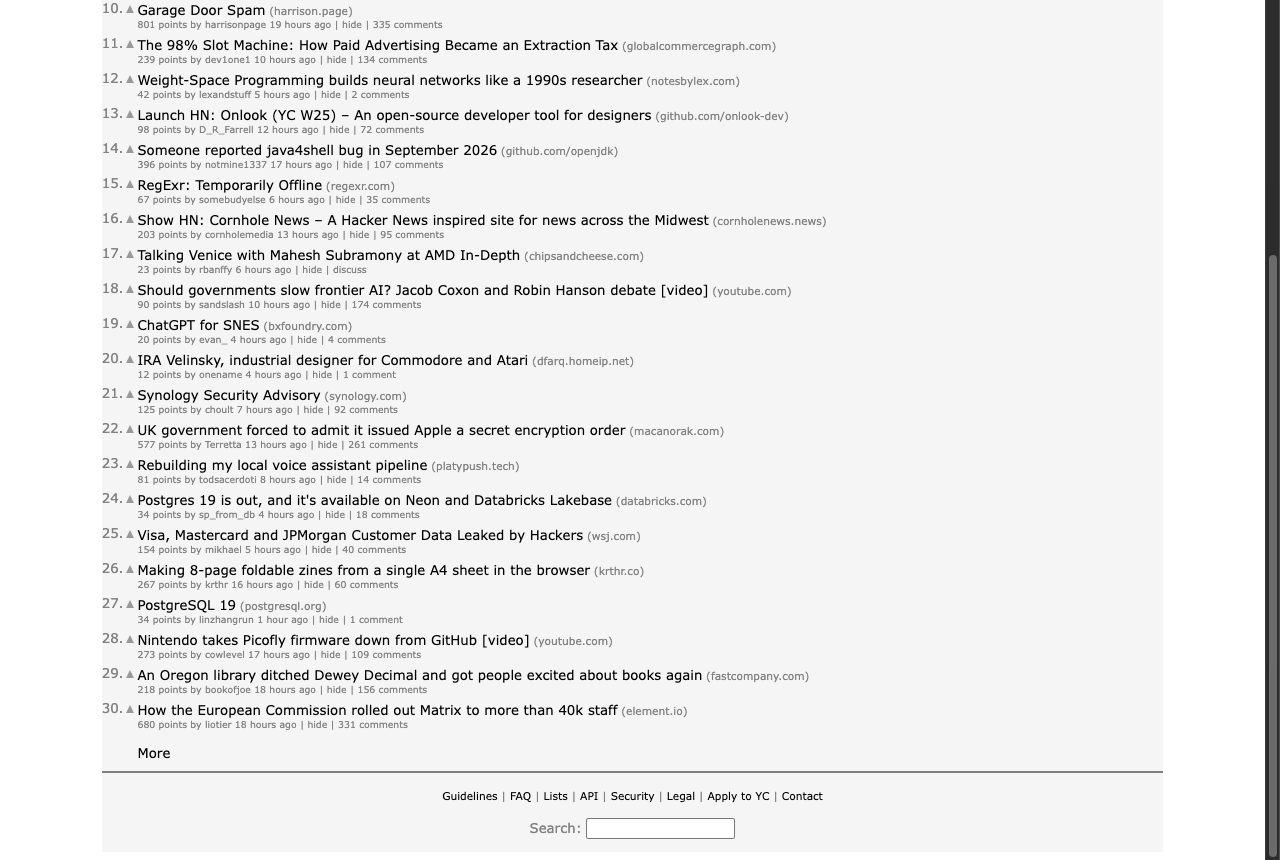 10. ▲ Garage Door Spam (harrison.page)
801 points by harrisonpage 19 hours ago | hide | 335 comments
11. ▲ The 98% Slot Machine: How Paid Advertising Became an Extraction Tax (globalcommercegraph.com)
239 points by dev1one1 10 hours ago | hide | 134 comments
12. ▲ Weight-Space Programming builds neural networks like a 1990s researcher (notesbylex.com)
42 points by lexandstuff 5 hours ago | hide | 2 comments
13. ▲ Launch HN: Onlook (YC W25) – An open-source developer tool for designers (github.com/onlook-dev)
98 points by D_R_Farrell 12 hours ago | hide | 72 comments
14. ▲ Someone reported java4shell bug in September 2026 (github.com/openjdk)
396 points by notmine1337 17 hours ago | hide | 107 comments
15. ▲ RegExr: Temporarily Offline (regexr.com)
67 points by somebudyelse 6 hours ago | hide | 35 comments
16. ▲ Show HN: Cornhole News – A Hacker News inspired site for news across the Midwest (cornholenews.news)
203 points by cornholemedia 13 hours ago | hide | 95 comments
17. ▲ Talking Venice with Mahesh Subramony at AMD In-Depth (chipsandcheese.com)
23 points by rbanffy 6 hours ago | hide | discuss
18. ▲ Should governments slow frontier AI? Jacob Coxon and Robin Hanson debate [video] (youtube.com)
90 points by sandslash 10 hours ago | hide | 174 comments
19. ▲ ChatGPT for SNES (bxfoundry.com)
20 points by evan_ 4 hours ago | hide | 4 comments
20. ▲ IRA Velinsky, industrial designer for Commodore and Atari (dfarq.homeip.net)
12 points by onename 4 hours ago | hide | 1 comment
21. ▲ Synology Security Advisory (synology.com)
125 points by choult 7 hours ago | hide | 92 comments
22. ▲ UK government forced to admit it issued Apple a secret encryption order (macanorak.com)
577 points by Terretta 13 hours ago | hide | 261 comments
23. ▲ Rebuilding my local voice assistant pipeline (platypush.tech)
81 points by todsacerdoti 8 hours ago | hide | 14 comments
24. ▲ Postgres 19 is out, and it's available on Neon and Databricks Lakebase (databricks.com)
34 points by sp_from_db 4 hours ago | hide | 18 comments
25. ▲ Visa, Mastercard and JPMorgan Customer Data Leaked by Hackers (wsj.com)
154 points by mikhael 5 hours ago | hide | 40 comments
26. ▲ Making 8-page foldable zines from a single A4 sheet in the browser (krthr.co)
267 points by krthr 16 hours ago | hide | 60 comments
27. ▲ PostgreSQL 19 (postgresql.org)
34 points by linzhangrun 1 hour ago | hide | 1 comment
28. ▲ Nintendo takes Picofly firmware down from GitHub [video] (youtube.com)
273 points by cowlevel 17 hours ago | hide | 109 comments
29. ▲ An Oregon library ditched Dewey Decimal and got people excited about books again (fastcompany.com)
218 points by bookofjoe 18 hours ago | hide | 156 comments
30. ▲ How the European Commission rolled out Matrix to more than 40k staff (element.io)
680 points by liotier 18 hours ago | hide | 331 comments
More
Guidelines | FAQ | Lists | API | Security | Legal | Apply to YC | Contact
Search: